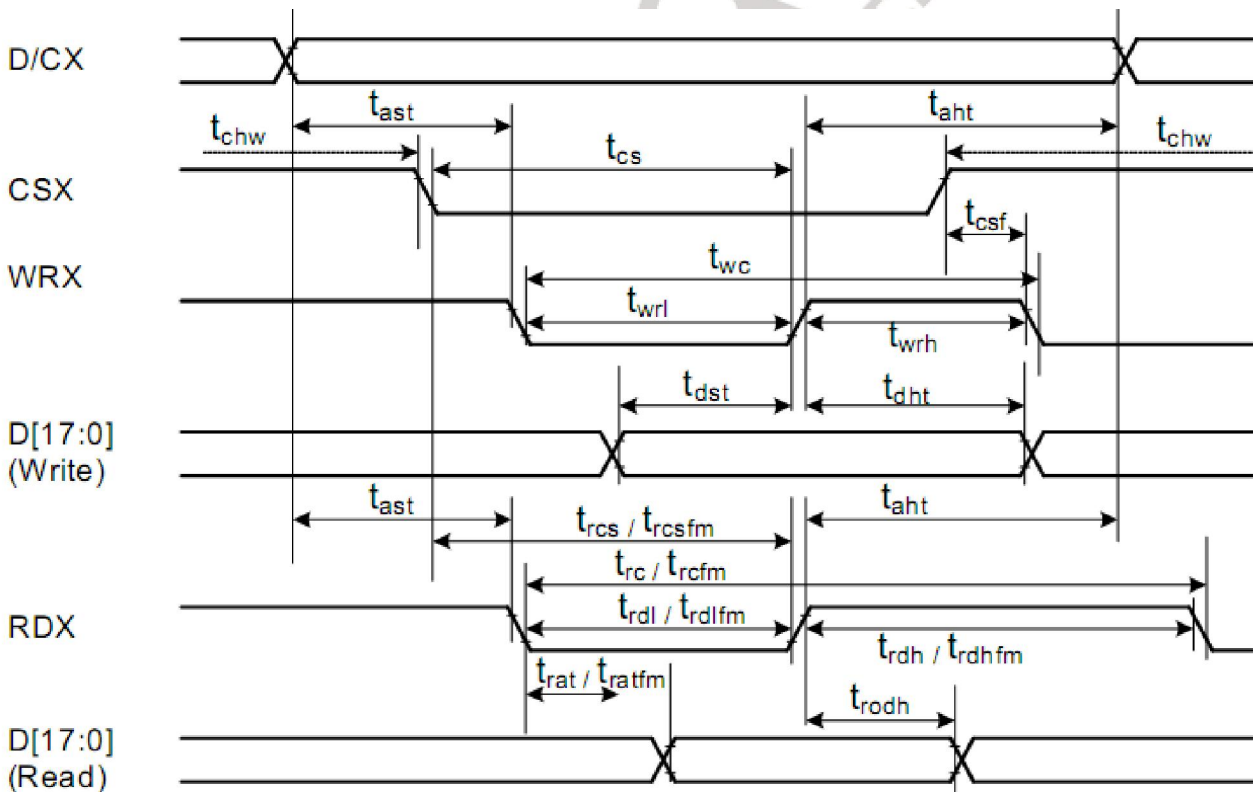 D/CX
t_ast
t_aht
t_chw
t_cs
t_chw
CSX
t_csf
WRX
t_wc
t_wrl
t_wrh
t_dst
t_dht
D[17:0]
(Write)
t_ast
t_rcs / t_rcsfm
t_aht
t_rc / t_rcfm
RDX
t_rdl / t_rdlfm
t_rdh / t_rdhfm
t_rat / t_ratfm
t_rodh
D[17:0]
(Read)